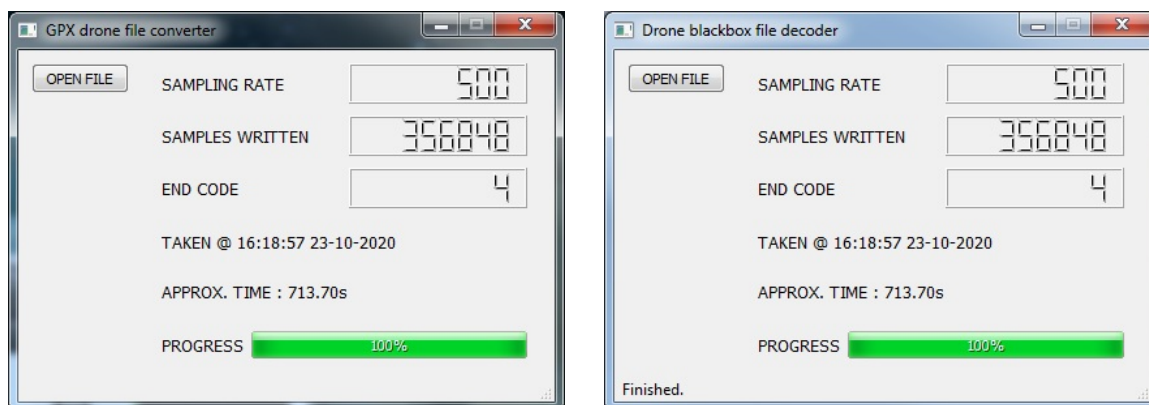 GPX drone file converter
OPEN FILE
SAMPLING RATE 500
SAMPLES WRITTEN 356848
END CODE 4
TAKEN @ 16:18:57 23-10-2020
APPROX. TIME : 713.70s
PROGRESS 100%
Drone blackbox file decoder
OPEN FILE
SAMPLING RATE 500
SAMPLES WRITTEN 356848
END CODE 4
TAKEN @ 16:18:57 23-10-2020
APPROX. TIME : 713.70s
PROGRESS 100%
Finished.